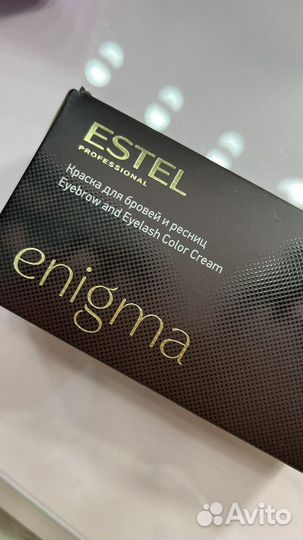 ESTEL
PROFESSIONAL
Краска для бровей и ресниц
Eyebrow and Eyelash Color Cream
enigma
Avito